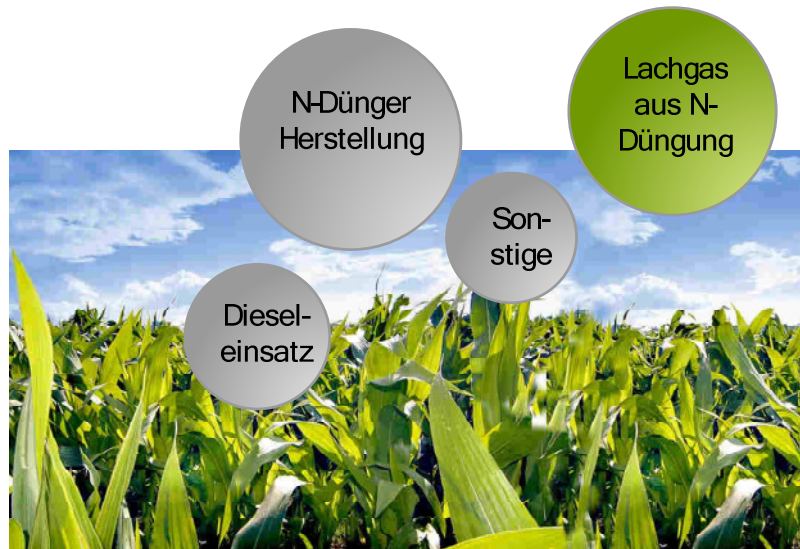 N-Dünger
Herstellung
Lachgas
aus N-
Düngung
Son-
stige
Diesel-
einsatz